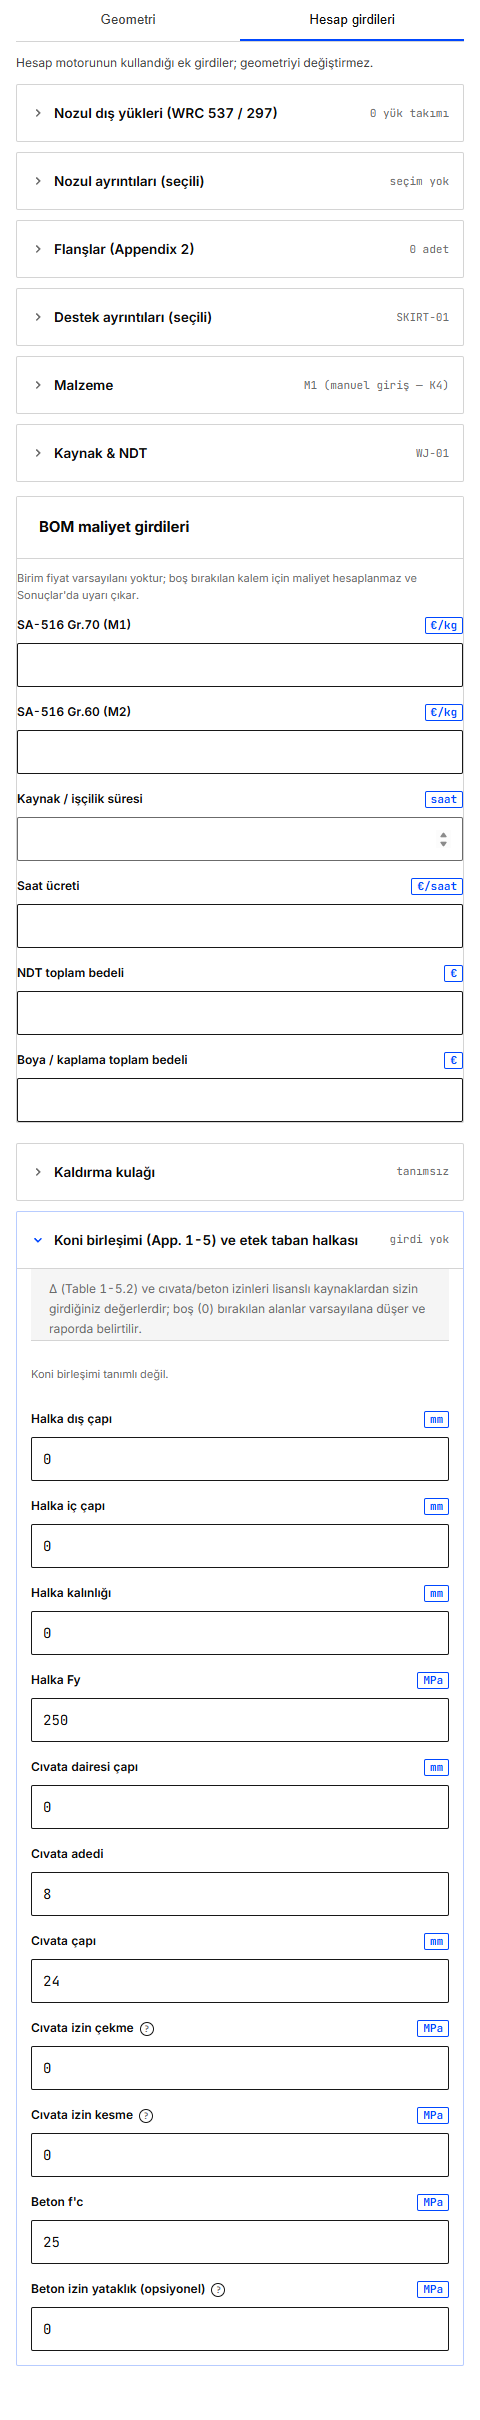 Geometri
Hesap girdileri
Hesap motorunun kullandığı ek girdiler; geometriyi değiştirmez.
Nozul dış yükleri (WRC 537 / 297)
0 yük takımı
Nozul ayrıntıları (seçili)
seçim yok
Flanşlar (Appendix 2)
0 adet
Destek ayrıntıları (seçili)
SKIRT-01
Malzeme
M1 (manuel giriş — K4)
Kaynak & NDT
WJ-01
BOM maliyet girdileri
Birim fiyat varsayılanı yoktur; boş bırakılan kalem için maliyet hesaplanmaz ve
Sonuçlar'da uyarı çıkar.
SA-516 Gr.70 (M1)
€/kg
SA-516 Gr.60 (M2)
€/kg
Kaynak / işçilik süresi
saat
Saat ücreti
€/saat
NDT toplam bedeli
€
Boya / kaplama toplam bedeli
€
Kaldırma kulağı
tanımsız
Koni birleşimi (App. 1-5) ve etek taban halkası
girdi yok
Δ (Table 1-5.2) ve cıvata/beton izinleri lisanslı kaynaklardan sizin
girdiğiniz değerlerdir; boş (0) bırakılan alanlar varsayılana düşer ve
raporda belirtilir.
Koni birleşimi tanımlı değil.
Halka dış çapı
mm
0
Halka iç çapı
mm
0
Halka kalınlığı
mm
0
Halka Fy
MPa
250
Cıvata dairesi çapı
mm
0
Cıvata adedi
8
Cıvata çapı
mm
24
Cıvata izin çekme ?
MPa
0
Cıvata izin kesme ?
MPa
0
Beton f'c
MPa
25
Beton izin yataklık (opsiyonel) ?
MPa
0